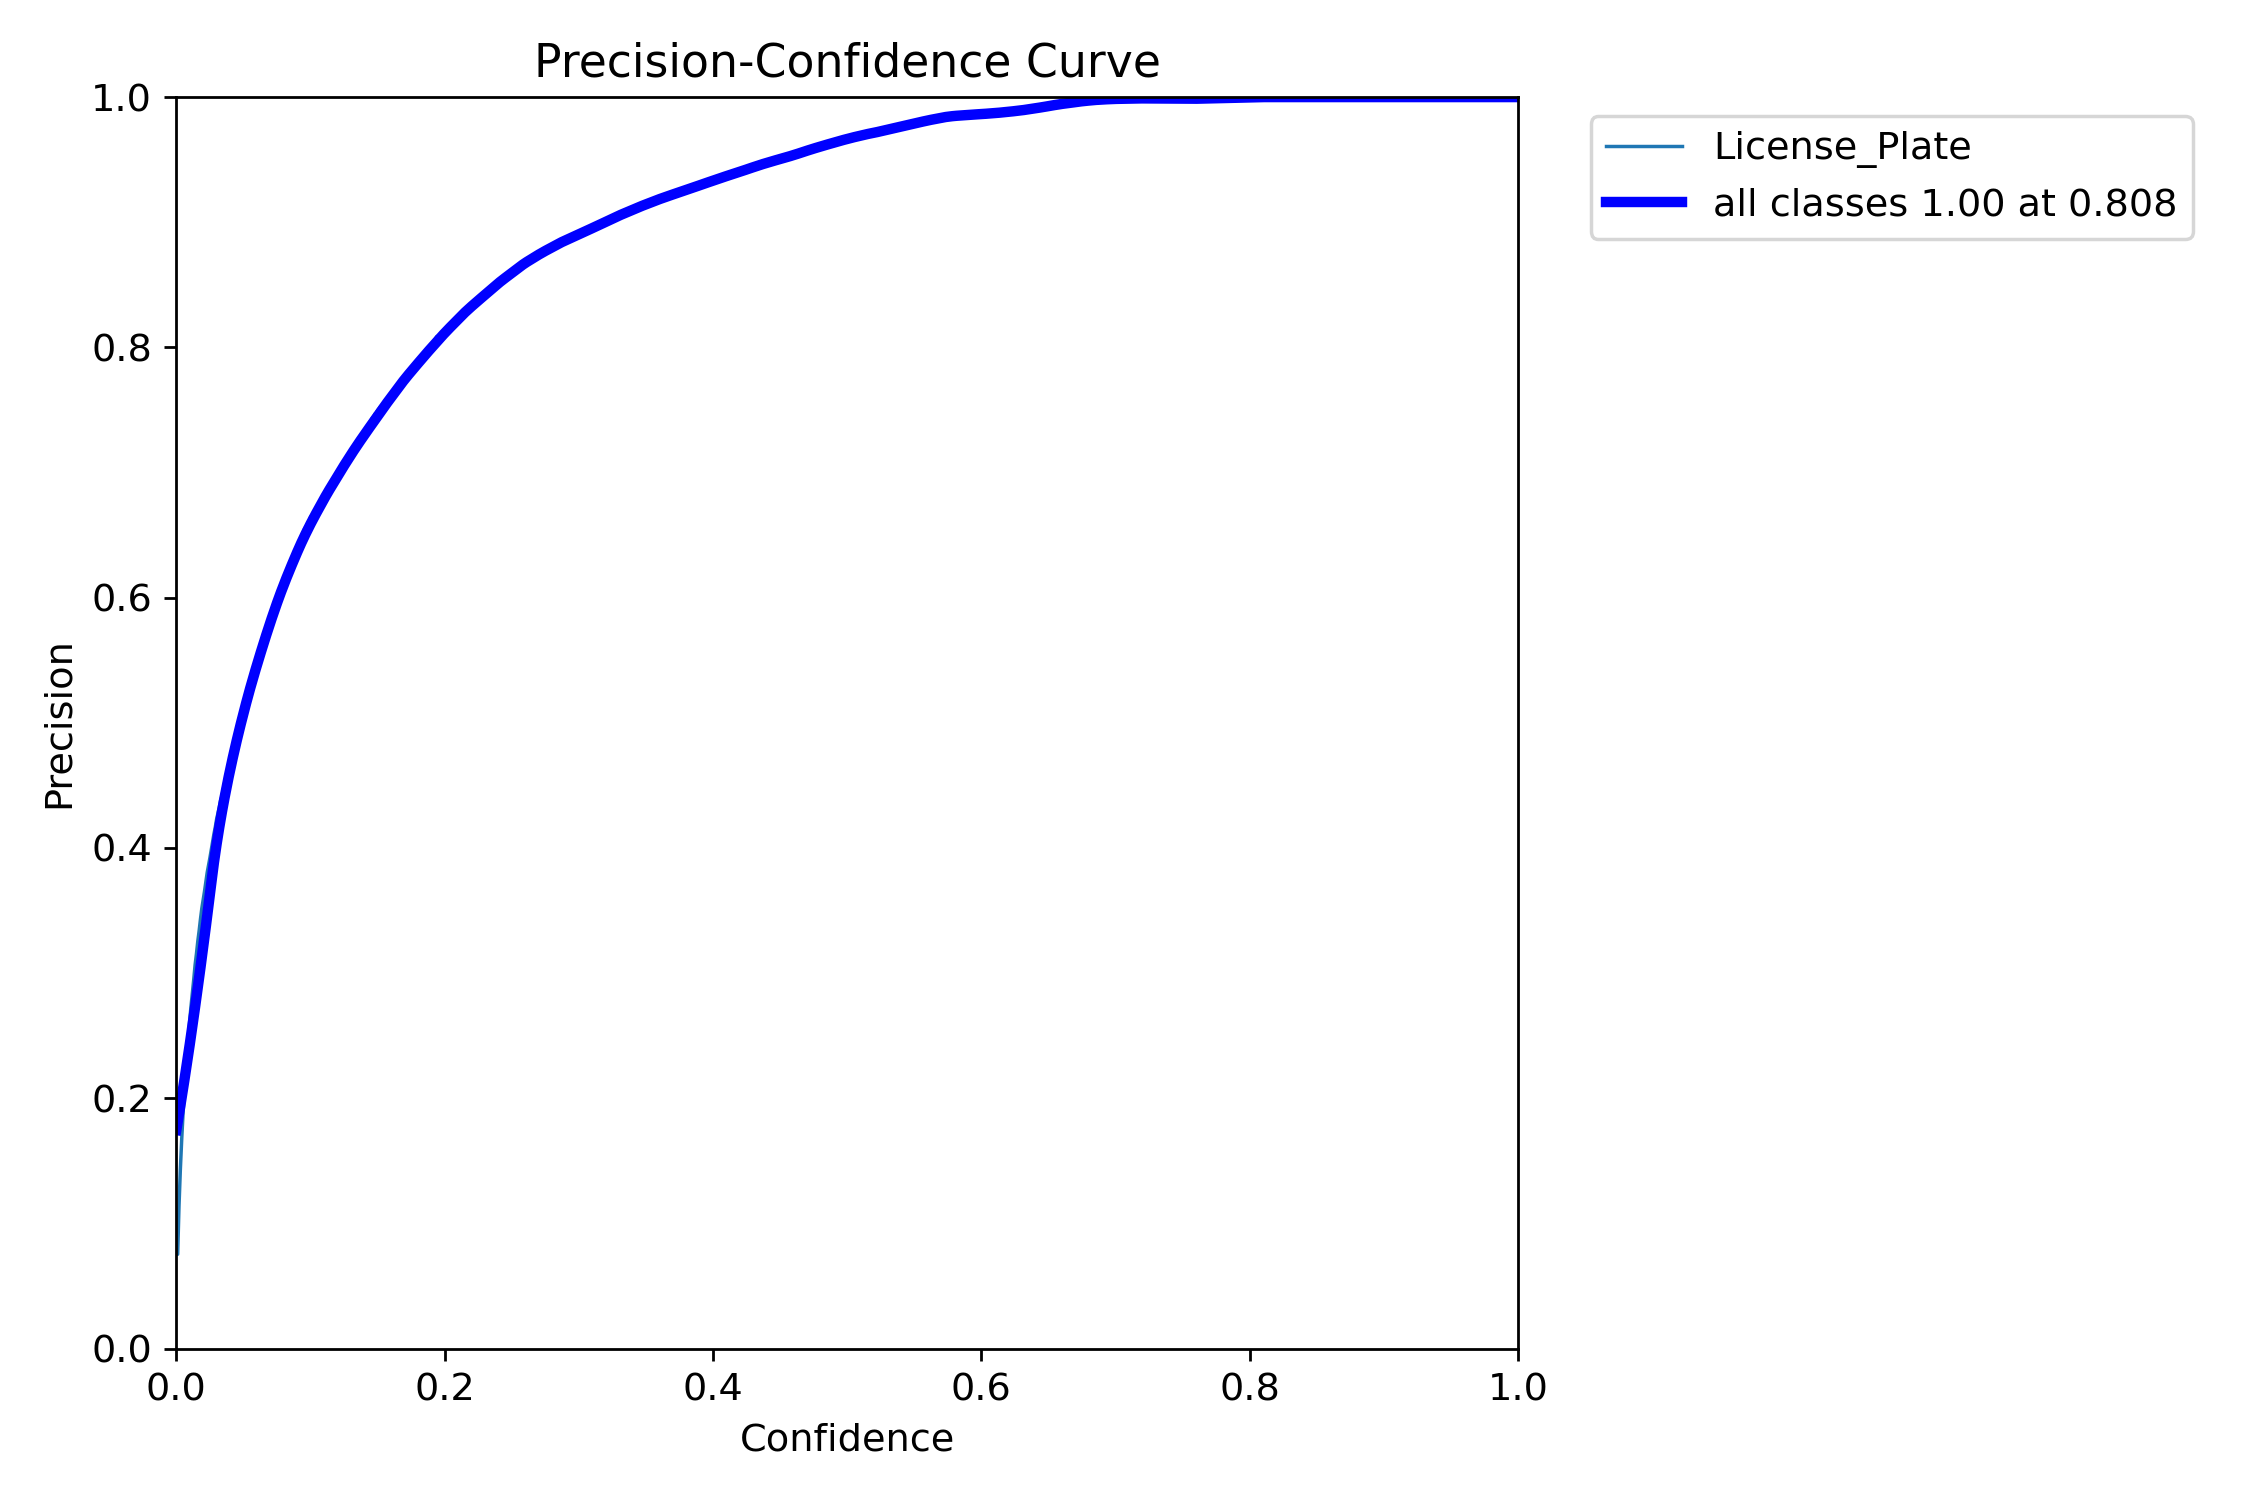 Precision-Confidence Curve
1.0
0.8
0.6
0.4
0.2
0.0
Precision
0.0 0.2 0.4 0.6 0.8 1.0
Confidence
License_Plate
all classes 1.00 at 0.808